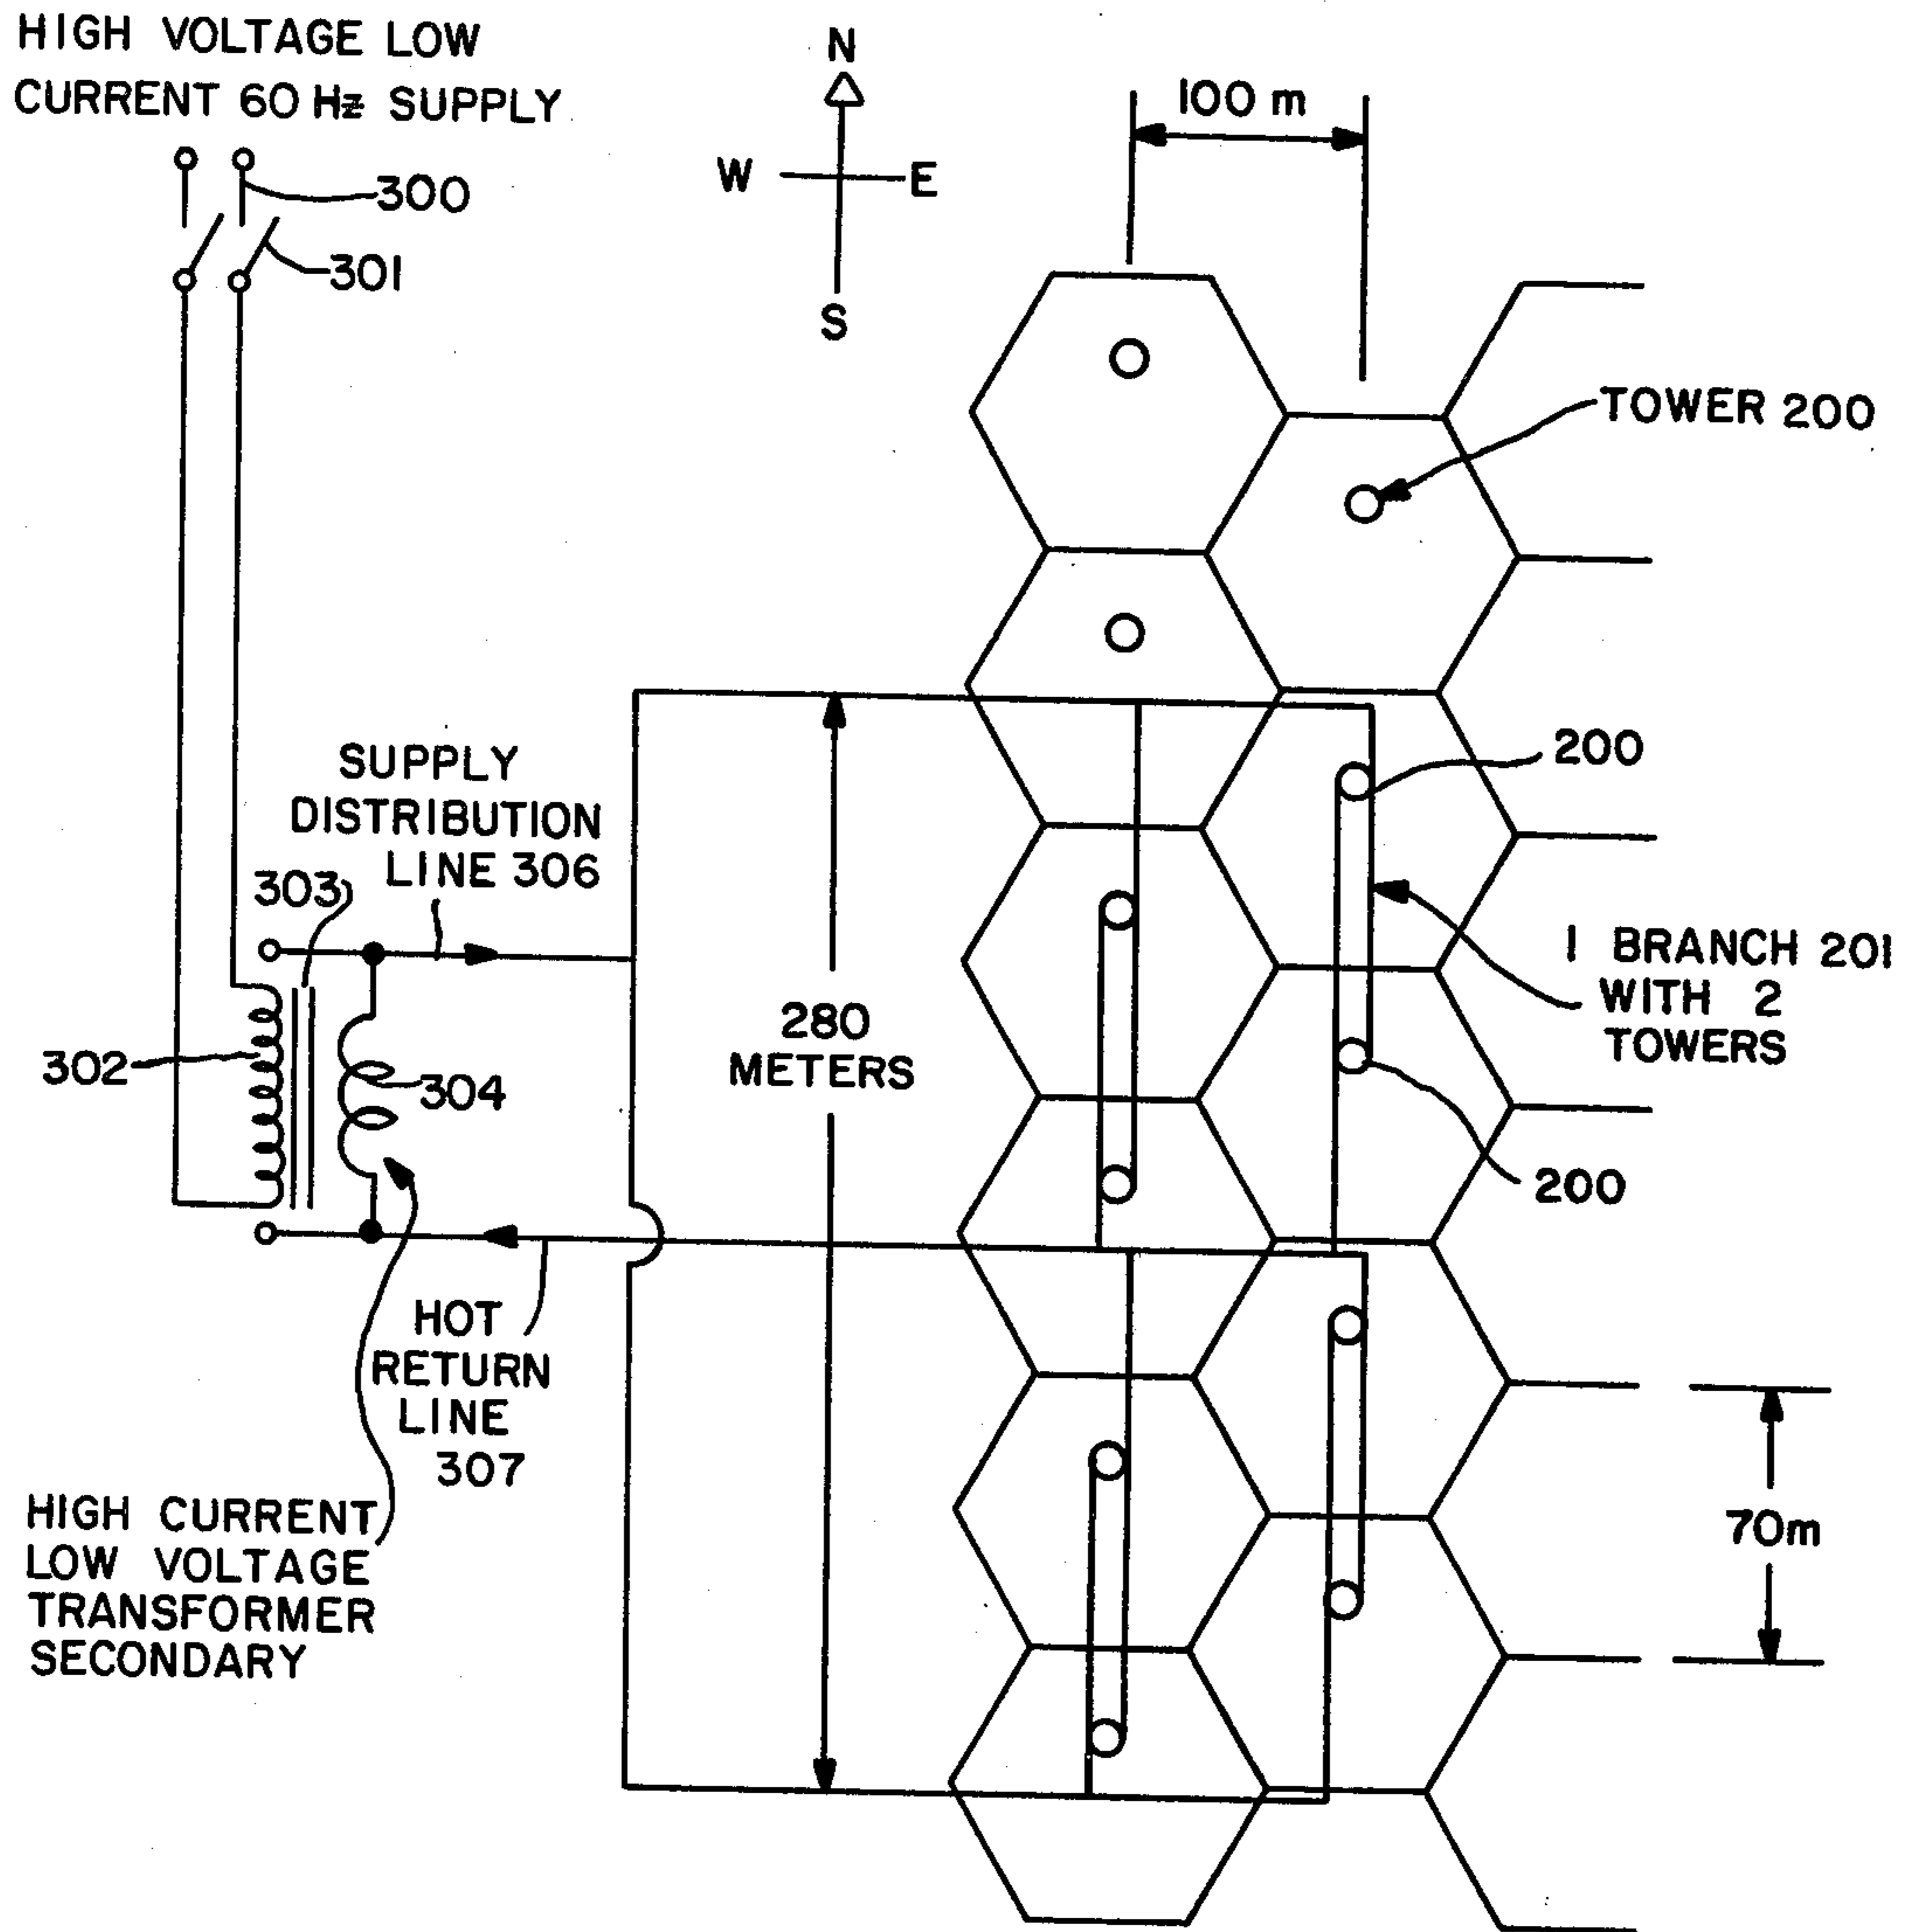 HIGH VOLTAGE LOW
CURRENT 60 Hz SUPPLY
300
301
N
W
E
S
100 m
TOWER 200
200
SUPPLY
DISTRIBUTION
LINE 306
303
302
304
280
METERS
1 BRANCH 201
WITH 2
TOWERS
200
HOT
RETURN
LINE
307
HIGH CURRENT
LOW VOLTAGE
TRANSFORMER
SECONDARY
70m